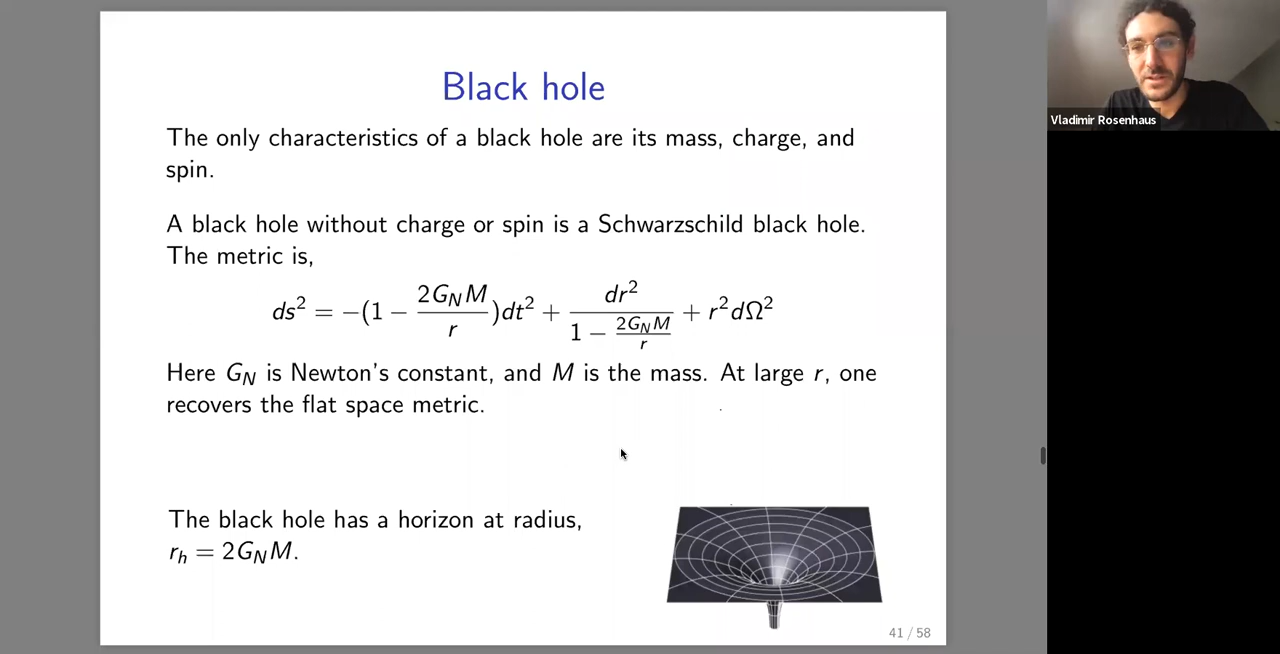 Black hole
The only characteristics of a black hole are its mass, charge, and
spin.
A black hole without charge or spin is a Schwarzschild black hole.
The metric is,
ds² = −(1 − \frac{2G_N M}{r})dt² + \frac{dr²}{1 − \frac{2G_N M}{r}} + r²dΩ²
Here G_N is Newton's constant, and M is the mass. At large r, one
recovers the flat space metric.
The black hole has a horizon at radius,
r_h = 2G_N M.
41 / 58
Vladimir Rosenhaus